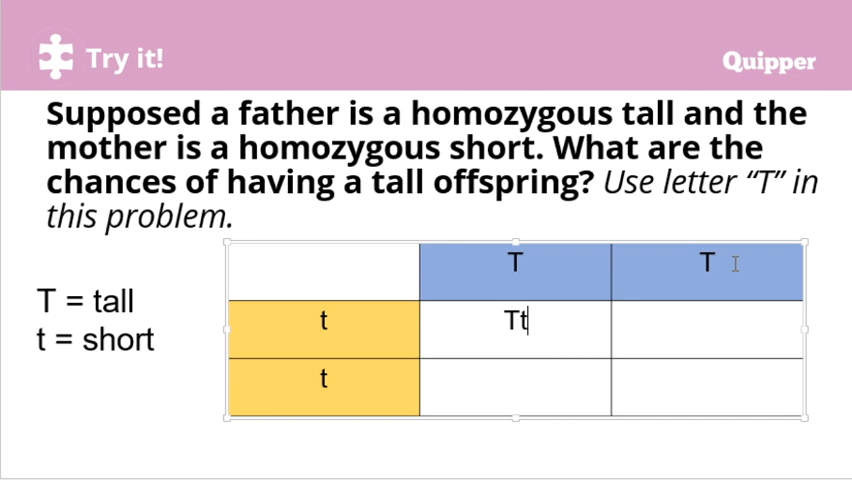 Try it!
Quipper
Supposed a father is a homozygous tall and the
mother is a homozygous short. What are the
chances of having a tall offspring? Use letter “T” in
this problem.
T T
T = tall
t = short
t Tt
t